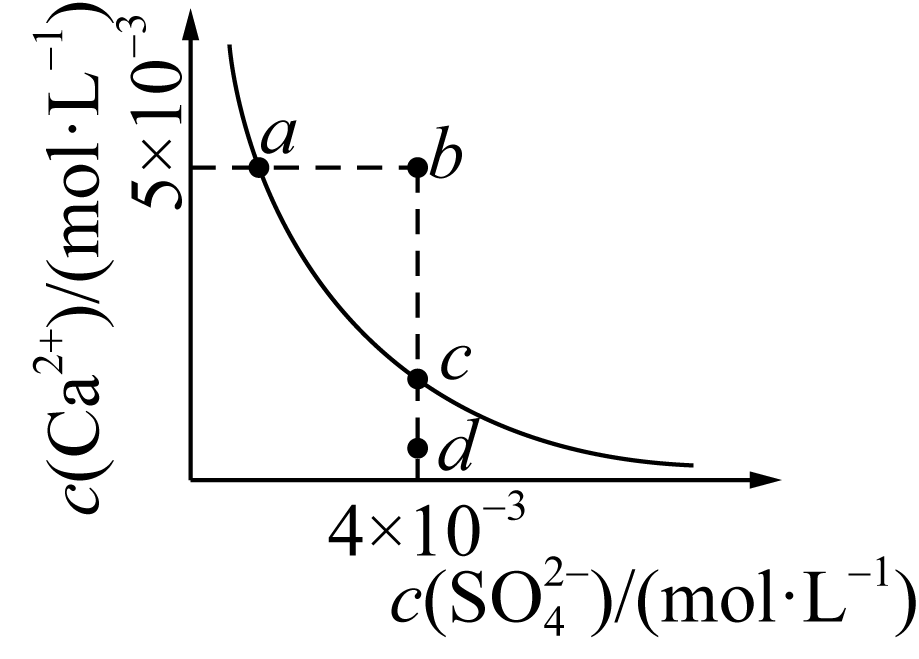 c(Ca²⁺)/(mol·L⁻¹)
5×10⁻³
a
b
c
d
4×10⁻³
c(SO₄²⁻)/(mol·L⁻¹)